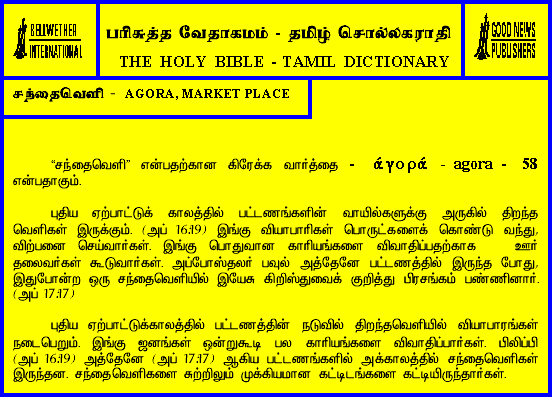 BELLWETHER
INTERNATIONAL
பரிசுத்த வேதாகமம் - தமிழ் சொல்லகராதி
THE HOLY BIBLE - TAMIL DICTIONARY
GOOD NEWS
PUBLISHERS
சந்தைவெளி - AGORA, MARKET PLACE
“சந்தைவெளி” என்பதற்கான கிரேக்க வார்த்தை - άγορά - agora - 58
என்பதாகும்.
புதிய ஏற்பாட்டுக் காலத்தில் பட்டணங்களின் வாயில்களுக்கு அருகில் திறந்த
வெளிகள் இருக்கும். (அப் 16:19) இங்கு வியாபாரிகள் பொருட்களைக் கொண்டு வந்து,
விற்பனை செய்வார்கள். இங்கு பொதுவான காரியங்களை விவாதிப்பதற்காக ஊர்
தலைவர்கள் கூடுவார்கள். அப்போஸ்தலர் பவுல் அத்தேனே பட்டணத்தில் இருந்த போது,
இதுபோன்ற ஒரு சந்தைவெளியில் இயேசு கிறிஸ்துவைக் குறித்து பிரசங்கம் பண்ணினார்.
(அப் 17:17)
புதிய ஏற்பாட்டுக்காலத்தில் பட்டணத்தின் நடுவில் திறந்தவெளியில் வியாபாரங்கள்
நடைபெறும். இங்கு ஜனங்கள் ஒன்றுகூடி பல காரியங்களை விவாதிப்பார்கள். பிலிப்பி
(அப் 16:19) அத்தேனே (அப் 17:17) ஆகிய பட்டணங்களில் அக்காலத்தில் சந்தைவெளிகள்
இருந்தன. சந்தைவெளிகளை சுற்றிலும் முக்கியமான கட்டிடங்களை கட்டியிருந்தார்கள்.